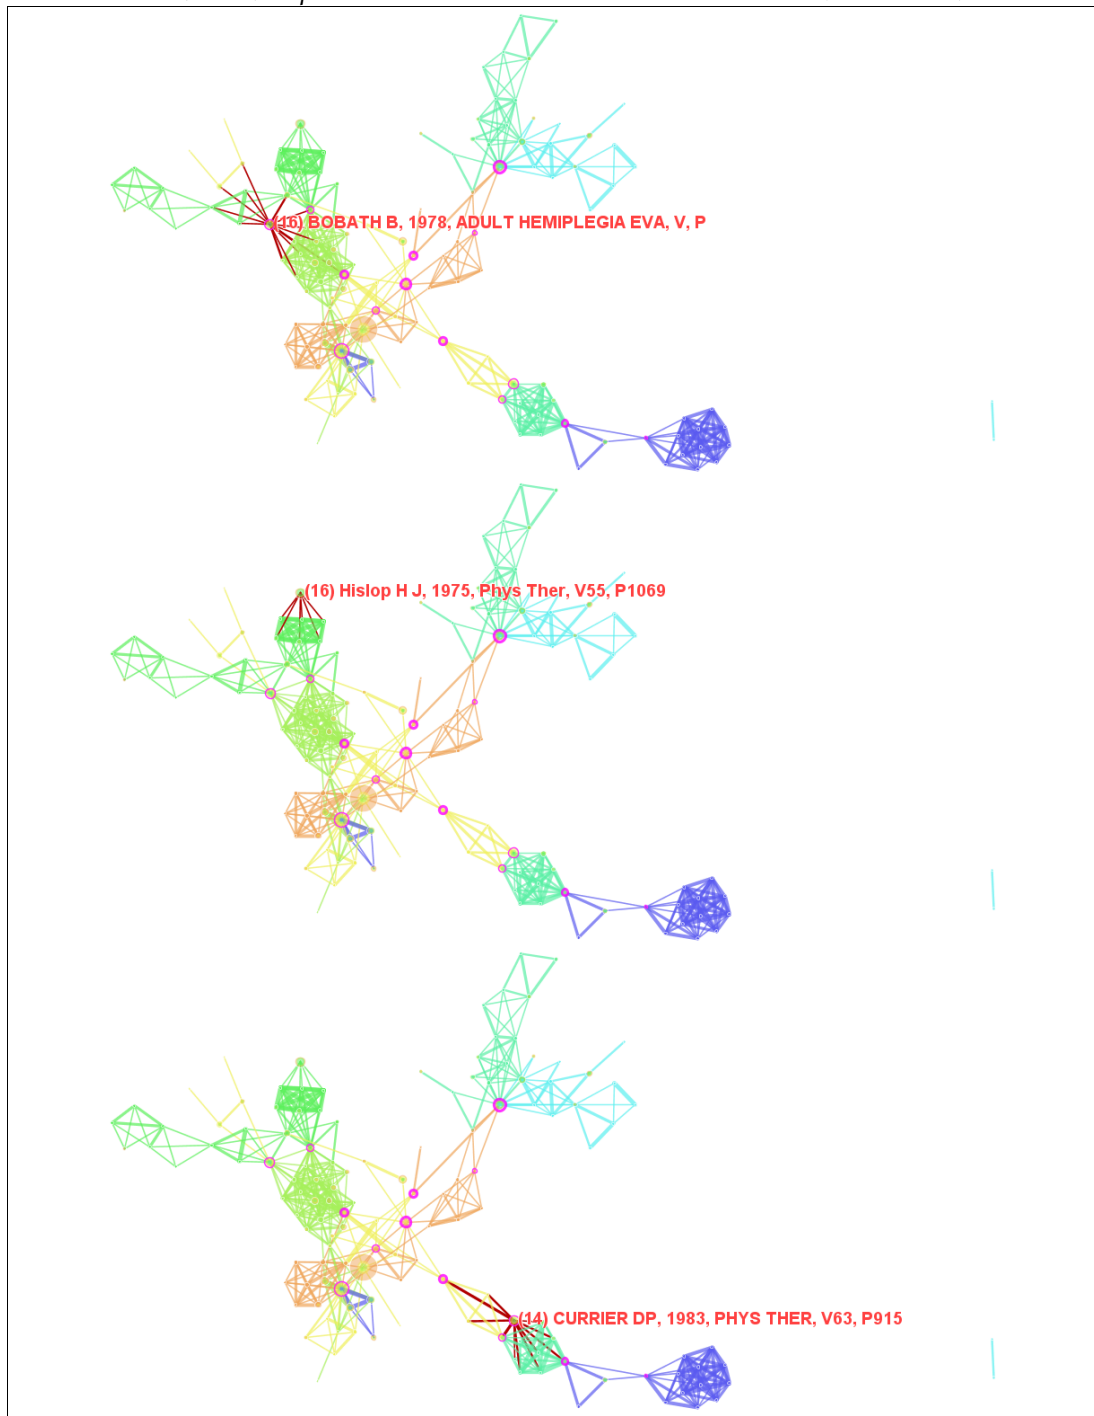 (16) BOBATH B, 1978, ADULT HEMIPLEGIA EVA, V, P
(16) Hislop H J, 1975, Phys Ther, V55, P1069
(14) CURRIER DP, 1983, PHYS THER, V63, P915